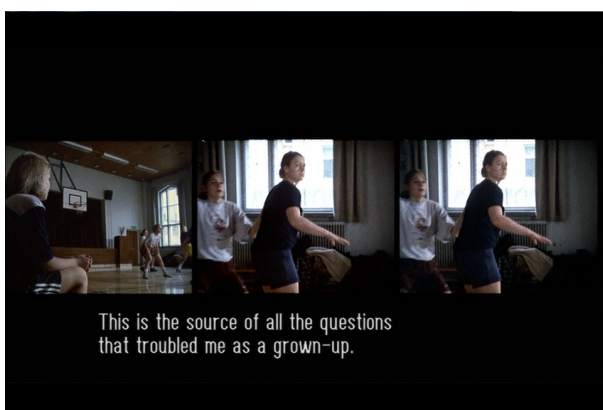 This is the source of all the questions
that troubled me as a grown-up.